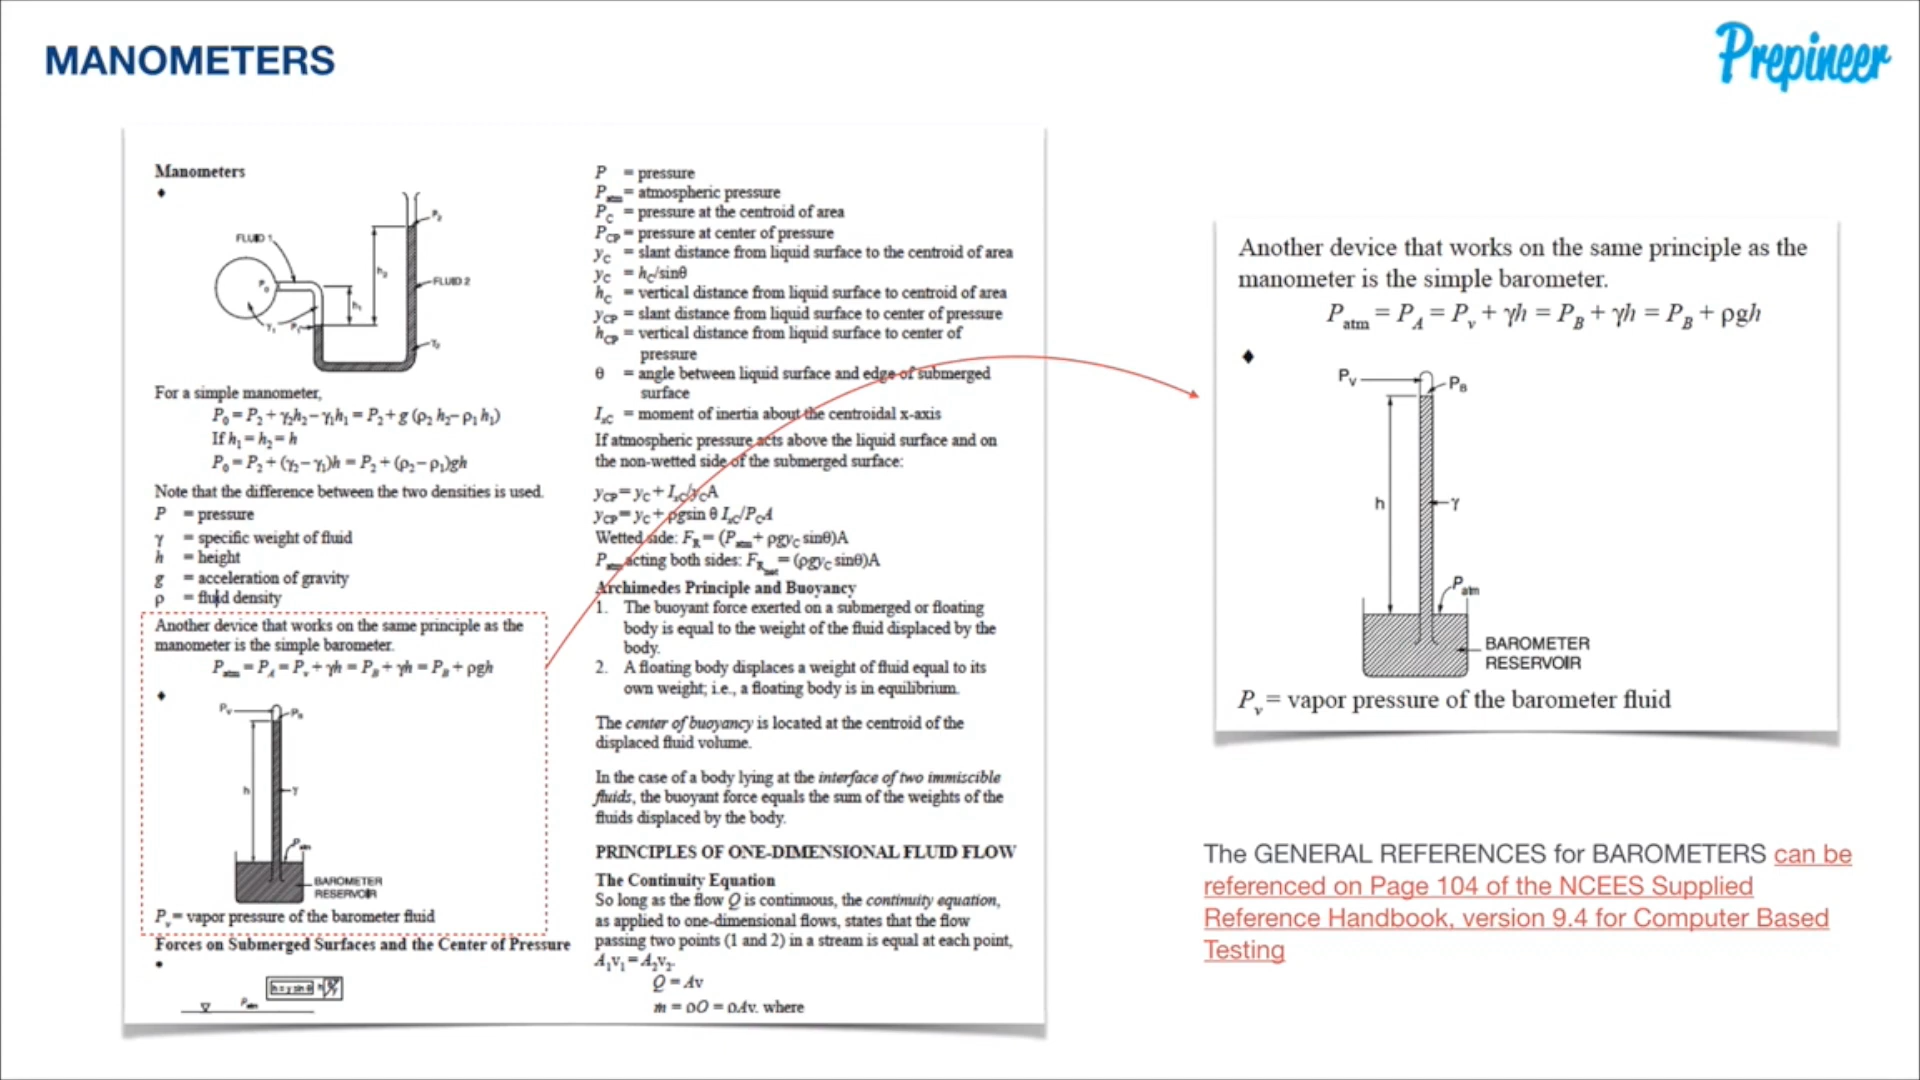 MANOMETERS
Prepineer
Manometers
FLUID 1
P₂
P₀
h₂
FLUID 2
h₁
γ₁
P₁
γ₂
For a simple manometer,
P₀ = P₂ + γ₂h₂ – γ₁h₁ = P₂ + g (ρ₂ h₂ – ρ₁ h₁)
If h₁ = h₂ = h
P₀ = P₂ + (γ₂ – γ₁)h = P₂ + (ρ₂ – ρ₁)gh
Note that the difference between the two densities is used.
P = pressure
γ = specific weight of fluid
h = height
g = acceleration of gravity
ρ = fluid density
Another device that works on the same principle as the
manometer is the simple barometer.
Patm = PA = Pv + γh = PB + γh = PB + ρgh
Pv
PB
h
γ
Patm
BAROMETER
RESERVOIR
Pv = vapor pressure of the barometer fluid
Forces on Submerged Surfaces and the Center of Pressure
h = y sin θ
Patm
P = pressure
Patm = atmospheric pressure
PC = pressure at the centroid of area
PCP = pressure at center of pressure
yC = slant distance from liquid surface to the centroid of area
yC = hC/sinθ
hC = vertical distance from liquid surface to centroid of area
yCP = slant distance from liquid surface to center of pressure
hCP = vertical distance from liquid surface to center of
pressure
θ = angle between liquid surface and edge of submerged
surface
IxC = moment of inertia about the centroidal x-axis
If atmospheric pressure acts above the liquid surface and on
the non-wetted side of the submerged surface:
yCP = yC + IxC/yCA
yCP = yC + ρgsin θ IxC/PCA
Wetted side: FR = (Patm + ρgyC sinθ)A
Patm acting both sides: FRnet = (ρgyC sinθ)A
Archimedes Principle and Buoyancy
1. The buoyant force exerted on a submerged or floating
body is equal to the weight of the fluid displaced by the
body.
2. A floating body displaces a weight of fluid equal to its
own weight; i.e., a floating body is in equilibrium.
The center of buoyancy is located at the centroid of the
displaced fluid volume.
In the case of a body lying at the interface of two immiscible
fluids, the buoyant force equals the sum of the weights of the
fluids displaced by the body.
PRINCIPLES OF ONE-DIMENSIONAL FLUID FLOW
The Continuity Equation
So long as the flow Q is continuous, the continuity equation,
as applied to one-dimensional flows, states that the flow
passing two points (1 and 2) in a stream is equal at each point,
A₁v₁ = A₂v₂.
Q = Av
ṁ = ρQ = ρAv, where
Another device that works on the same principle as the
manometer is the simple barometer.
Patm = PA = Pv + γh = PB + γh = PB + ρgh
Pv
PB
h
γ
Patm
BAROMETER
RESERVOIR
Pv = vapor pressure of the barometer fluid
The GENERAL REFERENCES for BAROMETERS can be
referenced on Page 104 of the NCEES Supplied
Reference Handbook, version 9.4 for Computer Based
Testing